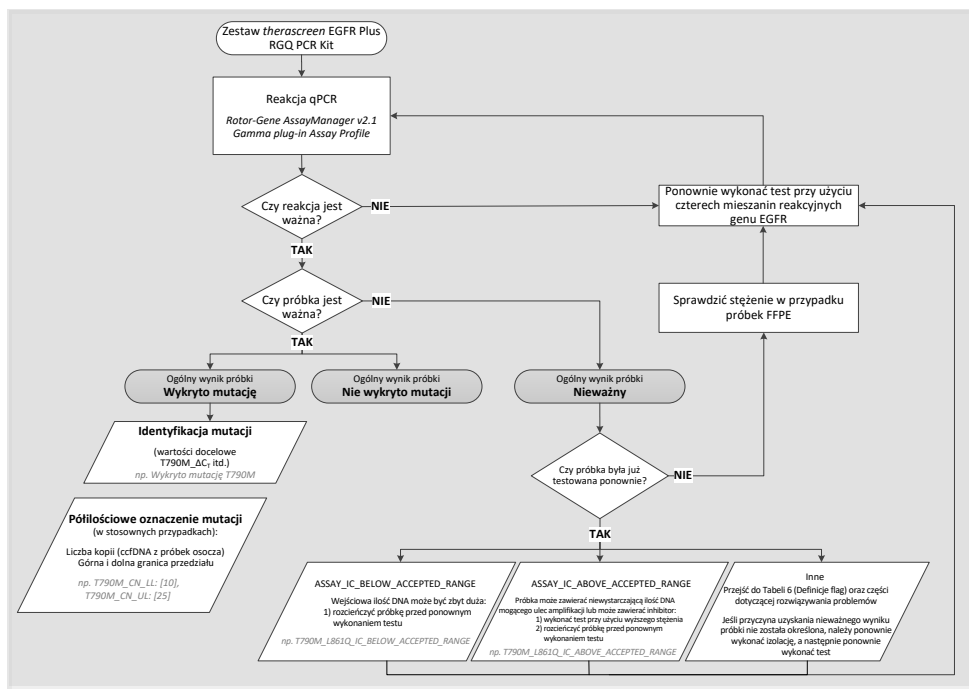 Zestaw therascreen EGFR Plus
RGQ PCR Kit
Reakcja qPCR
Rotor-Gene AssayManager v2.1
Gamma plug-in Assay Profile
Czy reakcja jest
ważna?
NIE
Ponownie wykonać test przy użyciu
czterech mieszanin reakcyjnych
genu EGFR
TAK
Czy próbka jest
ważna?
NIE
Sprawdzić stężenie w przypadku
próbek FFPE
TAK
Ogólny wynik próbki
Wykryto mutację
Ogólny wynik próbki
Nie wykryto mutacji
Ogólny wynik próbki
Nieważny
Identyfikacja mutacji
(wartości docelowe
T790M_ΔCT itd.)
np. Wykryto mutację T790M
Czy próbka była już
testowana ponownie?
NIE
Półilościowe oznaczenie mutacji
(w stosownych przypadkach):
Liczba kopii (ccfDNA z próbek osocza)
Górna i dolna granica przedziału
np. T790M_CN_LL: [10],
T790M_CN_UL: [25]
TAK
ASSAY_IC_BELOW_ACCEPTED_RANGE
Wejściowa ilość DNA może być zbyt duża:
1) rozcieńczyć próbkę przed ponownym
wykonaniem testu
np. T790M_L861Q_IC_BELOW_ACCEPTED_RANGE
ASSAY_IC_ABOVE_ACCEPTED_RANGE
Próbka może zawierać niewystarczającą ilość DNA
mogącego ulec amplifikacji lub może zawierać inhibitor:
1) wykonać test przy użyciu wyższego stężenia
2) rozcieńczyć próbkę przed ponownym
wykonaniem testu
np. T790M_L861Q_IC_ABOVE_ACCEPTED_RANGE
Inne
Przejść do Tabeli 6 (Definicje flag) oraz części
dotyczącej rozwiązywania problemów
Jeśli przyczyna uzyskania nieważnego wyniku
próbki nie została określona, należy ponownie
wykonać izolację, a następnie ponownie
wykonać test